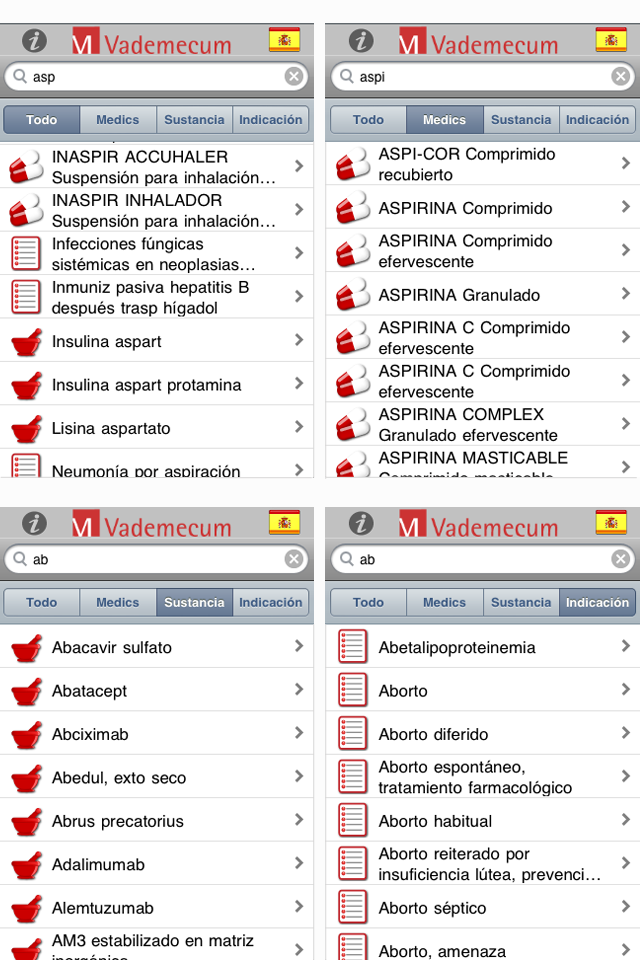 i
M Vademecum
asp
Todo Medics Sustancia Indicación
INASPIR ACCUHALER
Suspensión para inhalación…
INASPIR INHALADOR
Suspensión para inhalación…
Infecciones fúngicas
sistémicas en neoplasias…
Inmuniz pasiva hepatitis B
después trasp hígadol
Insulina aspart
Insulina aspart protamina
Lisina aspartato
Neumonía por aspiración
i
M Vademecum
aspi
Todo Medics Sustancia Indicación
ASPI-COR Comprimido
recubierto
ASPIRINA Comprimido
ASPIRINA Comprimido
efervescente
ASPIRINA Granulado
ASPIRINA C Comprimido
efervescente
ASPIRINA C Comprimido
efervescente
ASPIRINA COMPLEX
Granulado efervescente
ASPIRINA MASTICABLE
Comprimido masticable
i
M Vademecum
ab
Todo Medics Sustancia Indicación
Abacavir sulfato
Abatacept
Abciximab
Abedul, exto seco
Abrus precatorius
Adalimumab
Alemtuzumab
AM3 estabilizado en matriz
inorgánica
i
M Vademecum
ab
Todo Medics Sustancia Indicación
Abetalipoproteinemia
Aborto
Aborto diferido
Aborto espontáneo,
tratamiento farmacológico
Aborto habitual
Aborto reiterado por
insuficiencia lútea, prevenci…
Aborto séptico
Aborto, amenaza